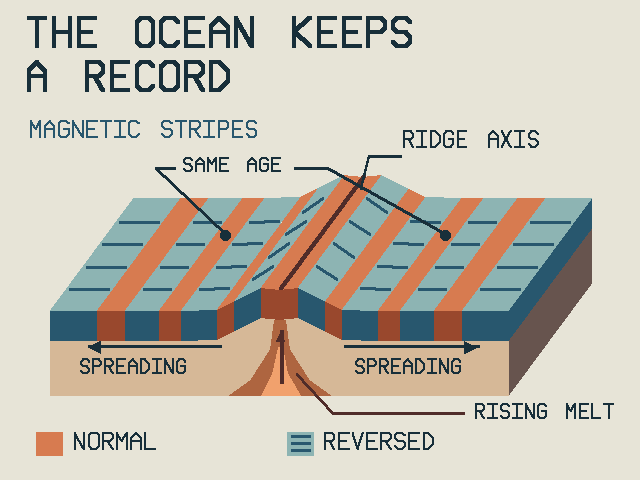 THE OCEAN KEEPS
A RECORD
MAGNETIC STRIPES
RIDGE AXIS
SAME AGE
SPREADING
SPREADING
RISING MELT
NORMAL
REVERSED